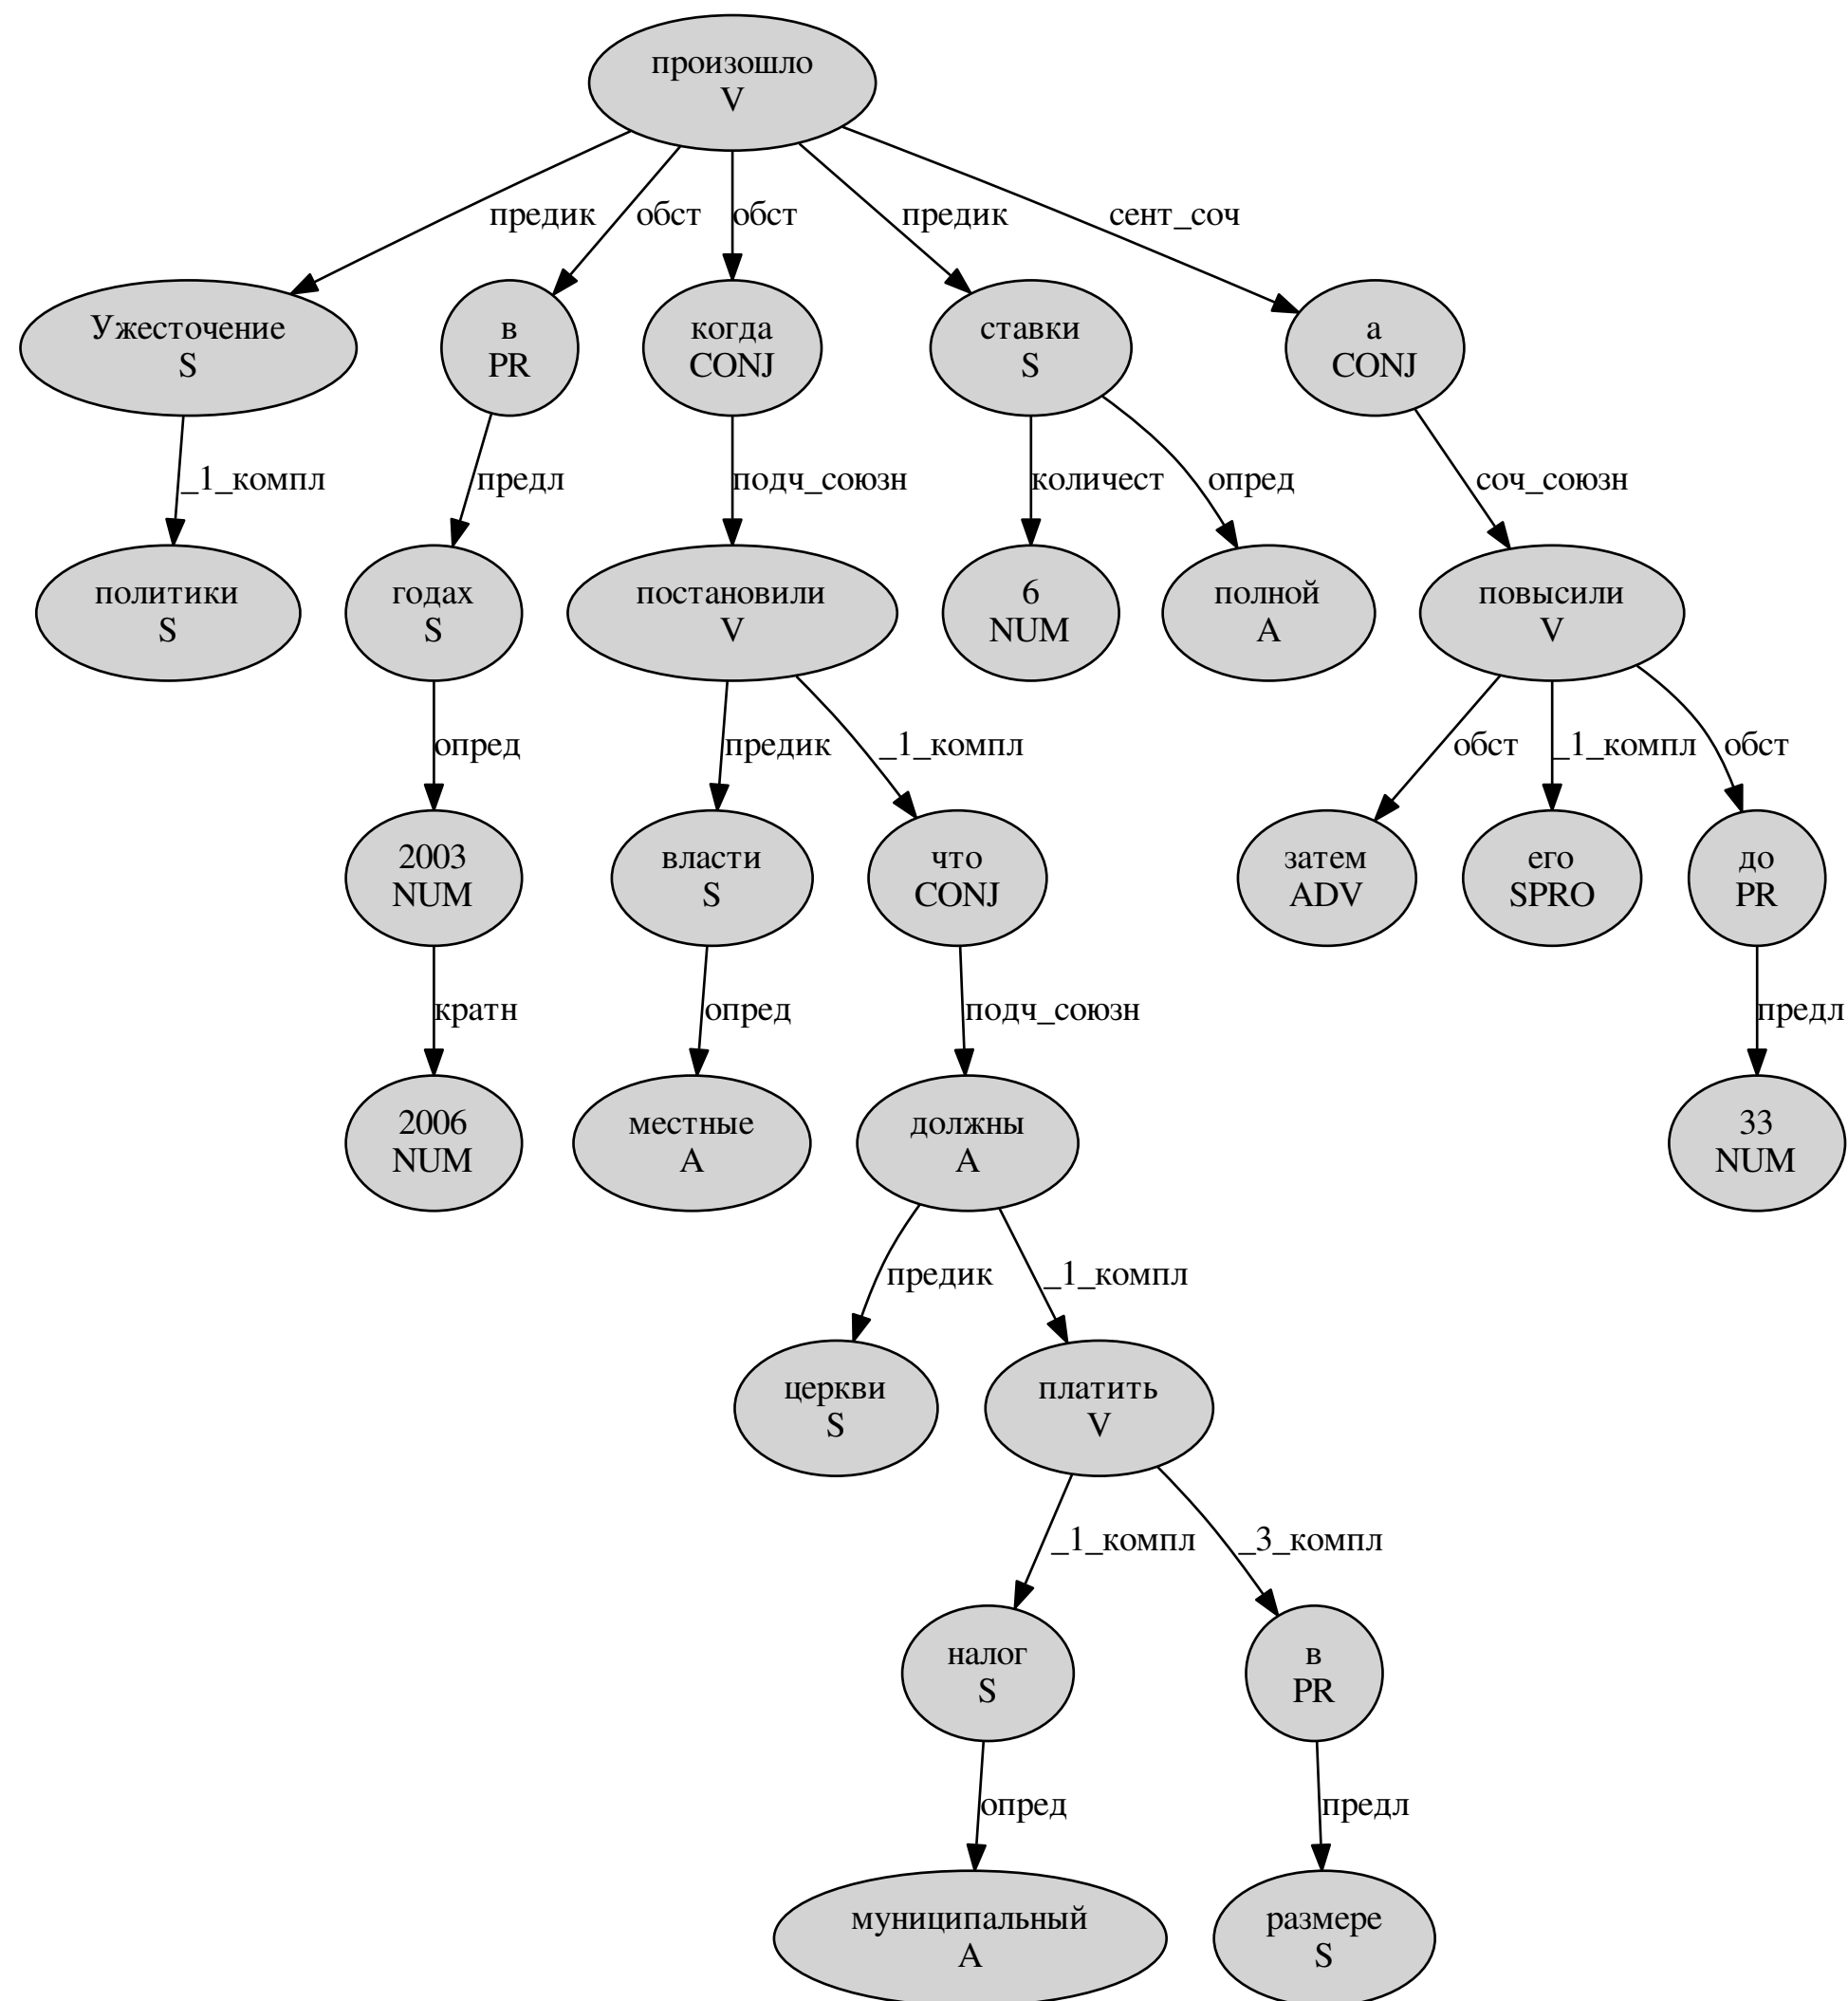 произошло
V
предик
обст
обст
предик
сент_соч
Ужесточение
S
в
PR
когда
CONJ
ставки
S
а
CONJ
_1_компл
предл
подч_союзн
количест
опред
соч_союзн
политики
S
годах
S
постановили
V
6
NUM
полной
A
повысили
V
опред
предик
_1_компл
обст
_1_компл
обст
2003
NUM
власти
S
что
CONJ
затем
ADV
его
SPRO
до
PR
кратн
опред
подч_союзн
предл
2006
NUM
местные
A
должны
A
33
NUM
предик
_1_компл
церкви
S
платить
V
_1_компл
_3_компл
налог
S
в
PR
опред
предл
муниципальный
A
размере
S